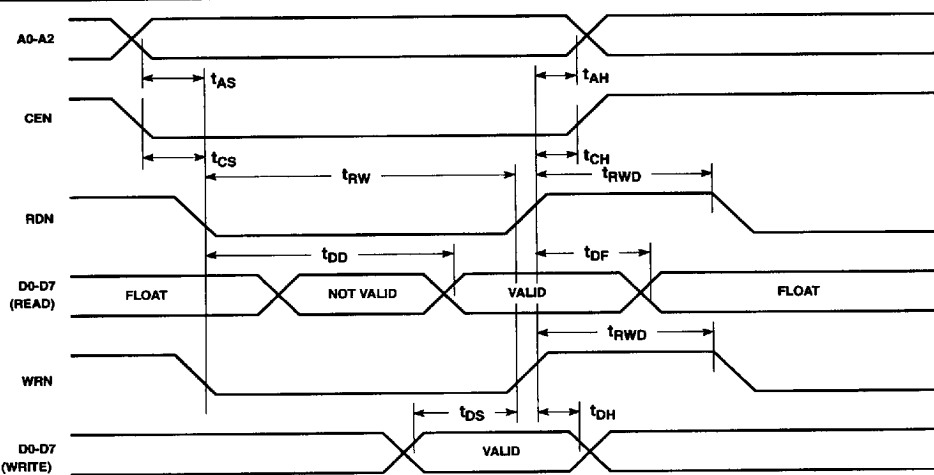 A0-A2
tAS
tAH
CEN
tCS
tCH
tRW
tRWD
RDN
tDD
tDF
D0-D7
(READ)
FLOAT
NOT VALID
VALID
FLOAT
tRWD
WRN
tDS
tDH
D0-D7
(WRITE)
VALID